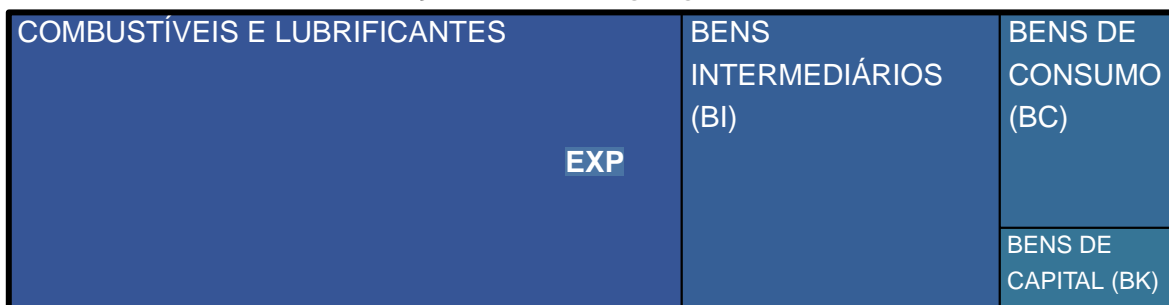 COMBUSTÍVEIS E LUBRIFICANTES
BENS
INTERMEDIÁRIOS
(BI)
BENS DE
CONSUMO
(BC)
EXP
BENS DE
CAPITAL (BK)